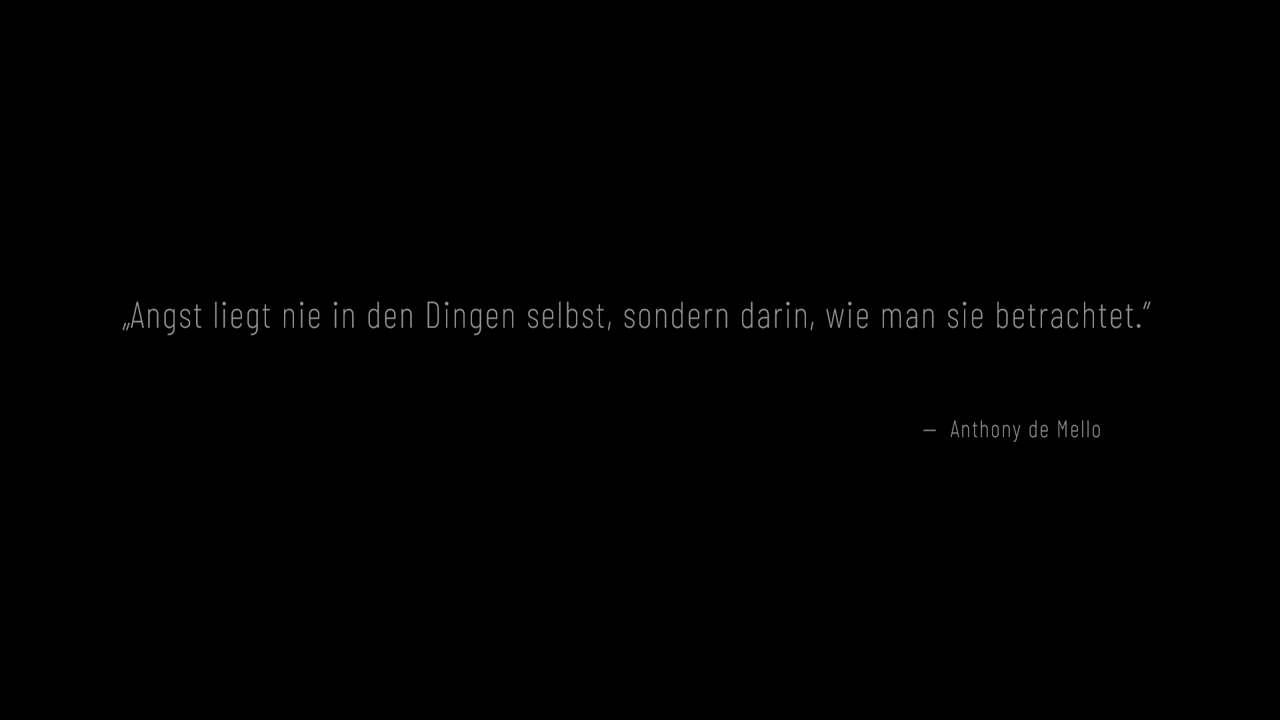 „Angst liegt nie in den Dingen selbst, sondern darin, wie man sie betrachtet.”
— Anthony de Mello